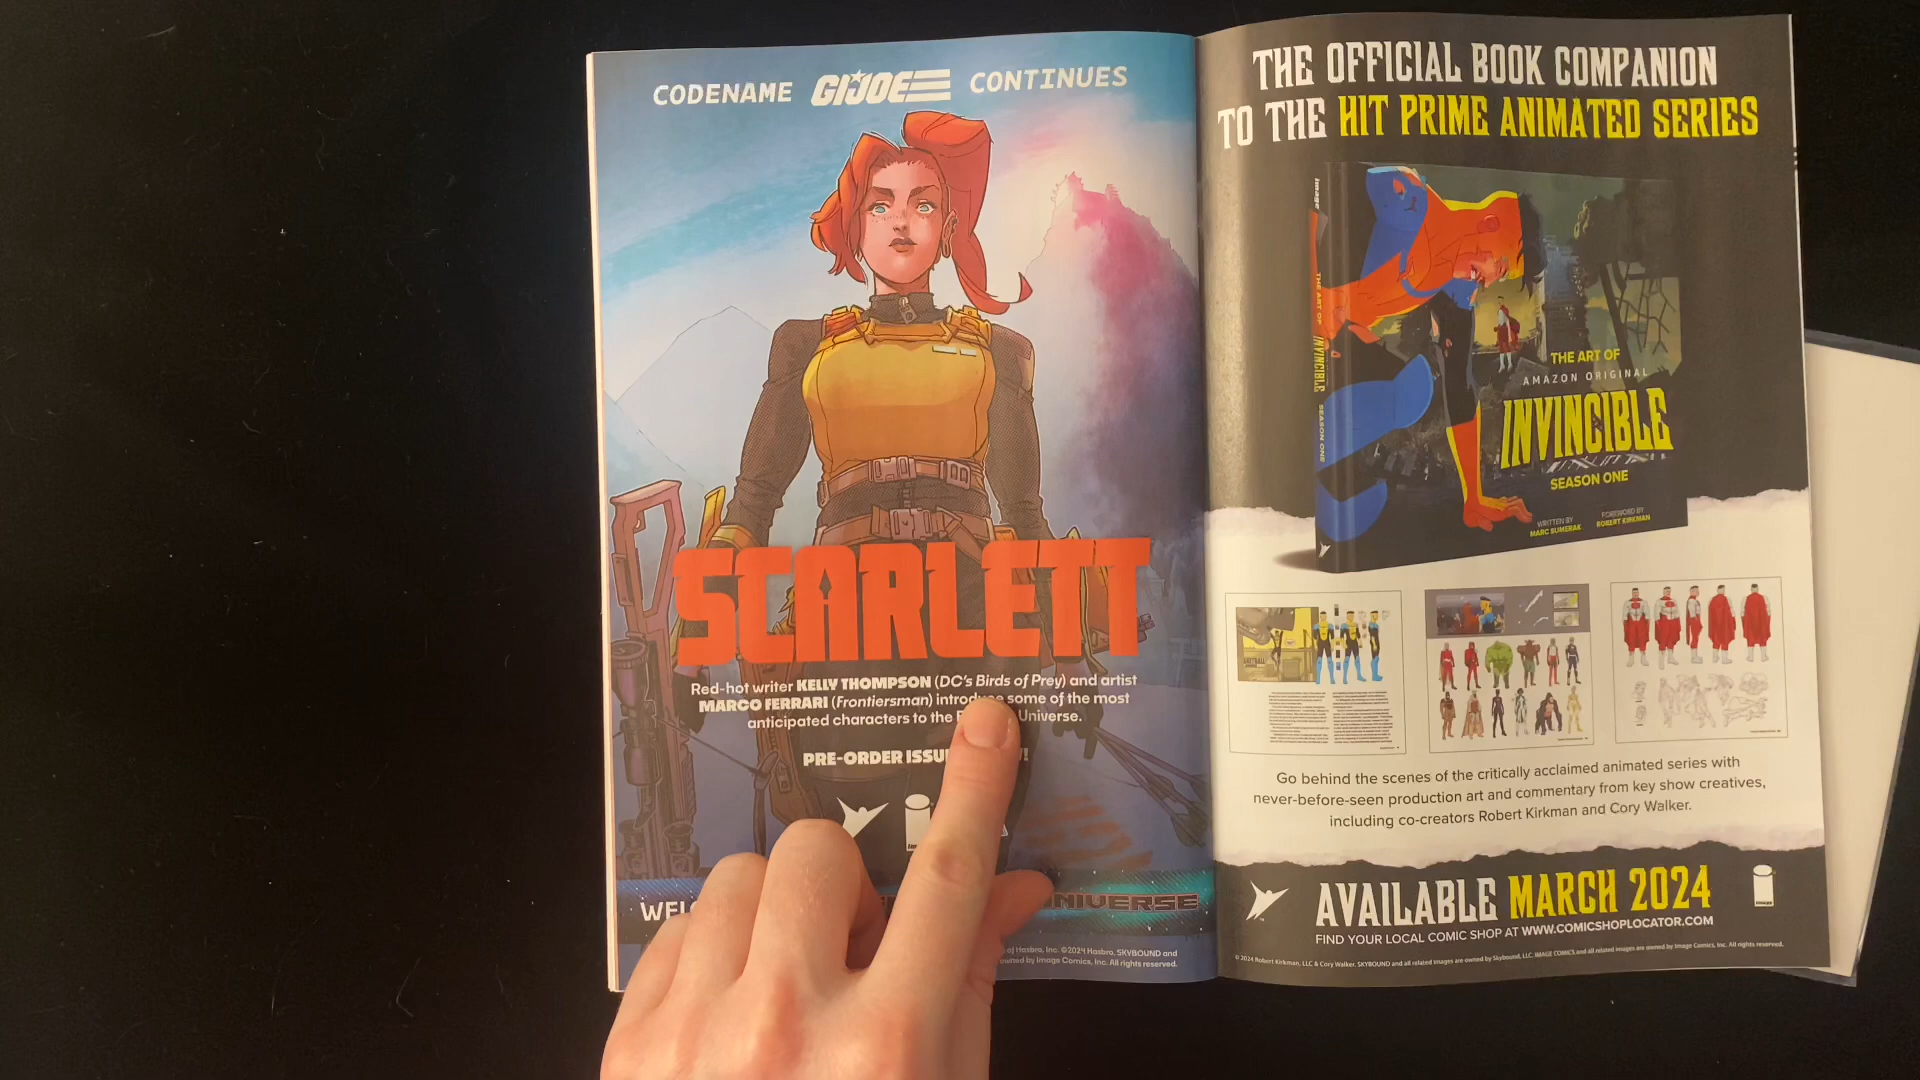 CODENAME GI JOE CONTINUES
SCARLETT
Red-hot writer KELLY THOMPSON (DC's Birds of Prey) and artist
MARCO FERRARI (Frontiersman) introduce some of the most
anticipated characters to the Universe.
PRE-ORDER
of Hasbro, Inc. ©2024 Hasbro, SKYBOUND and
owned by Image Comics, Inc. All rights reserved.
THE OFFICIAL BOOK COMPANION
TO THE HIT PRIME ANIMATED SERIES
image
THE ART OF INVINCIBLE SEASON ONE
THE ART OF
AMAZON ORIGINAL
INVINCIBLE
SEASON ONE
WRITTEN BY
MARC SUMERAK
FOREWORD BY
ROBERT KIRKMAN
Go behind the scenes of the critically acclaimed animated series with
never-before-seen production art and commentary from key show creatives,
including co-creators Robert Kirkman and Cory Walker.
AVAILABLE MARCH 2024
FIND YOUR LOCAL COMIC SHOP AT WWW.COMICSHOPLOCATOR.COM
image
© 2024 Robert Kirkman, LLC & Cory Walker. SKYBOUND and all related images are owned by Skybound, LLC. IMAGE COMICS and all related images are owned by Image Comics, Inc. All rights reserved.